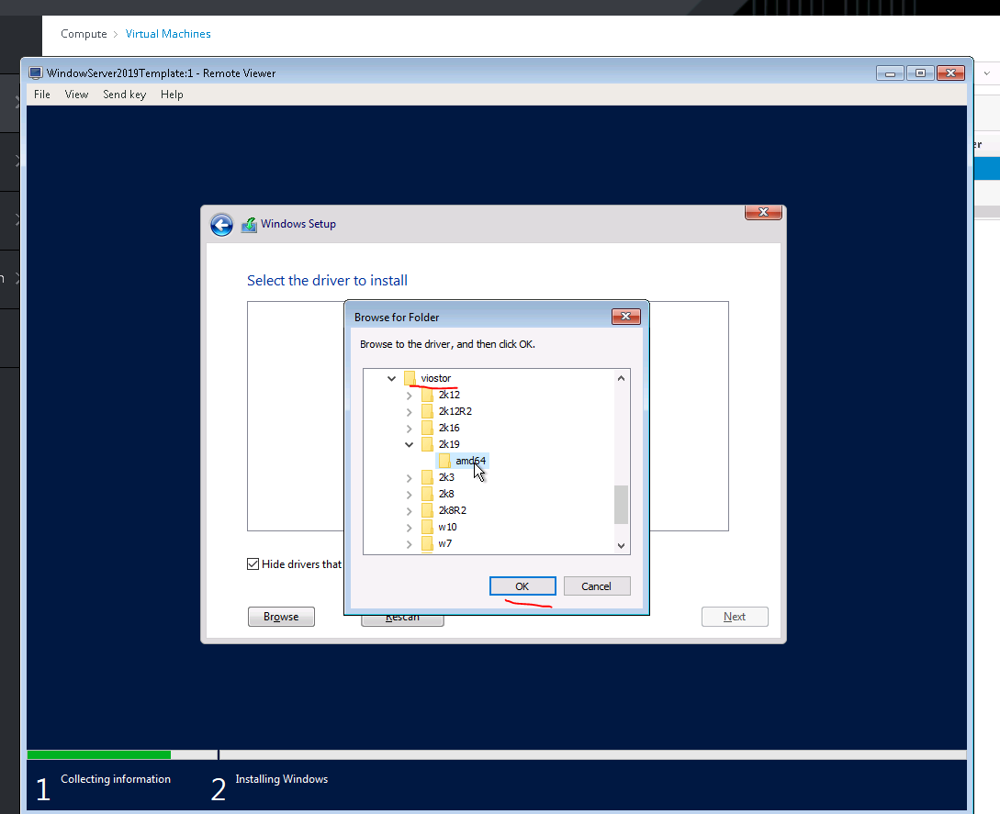 Compute > Virtual Machines
WindowServer2019Template:1 - Remote Viewer
File View Send key Help
er
Windows Setup
Select the driver to install
Browse for Folder
Browse to the driver, and then click OK.
viostor
2k12
2k12R2
2k16
2k19
amd64
2k3
2k8
2k8R2
w10
w7
n
Hide drivers that
OK Cancel
Browse Rescan Next
1 Collecting information 2 Installing Windows